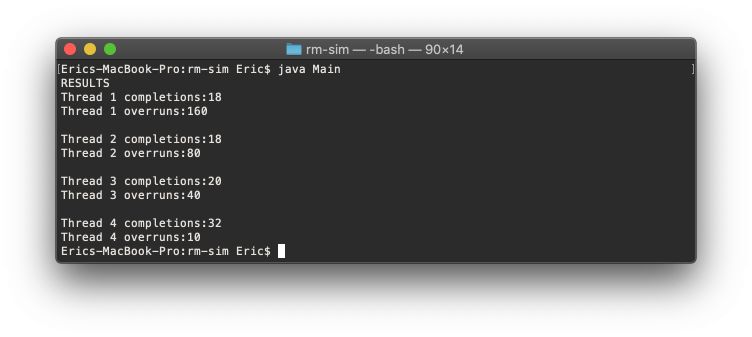 rm-sim — -bash — 90×14
[Erics-MacBook-Pro:rm-sim Eric$ java Main ]
RESULTS
Thread 1 completions:18
Thread 1 overruns:160
Thread 2 completions:18
Thread 2 overruns:80
Thread 3 completions:20
Thread 3 overruns:40
Thread 4 completions:32
Thread 4 overruns:10
Erics-MacBook-Pro:rm-sim Eric$